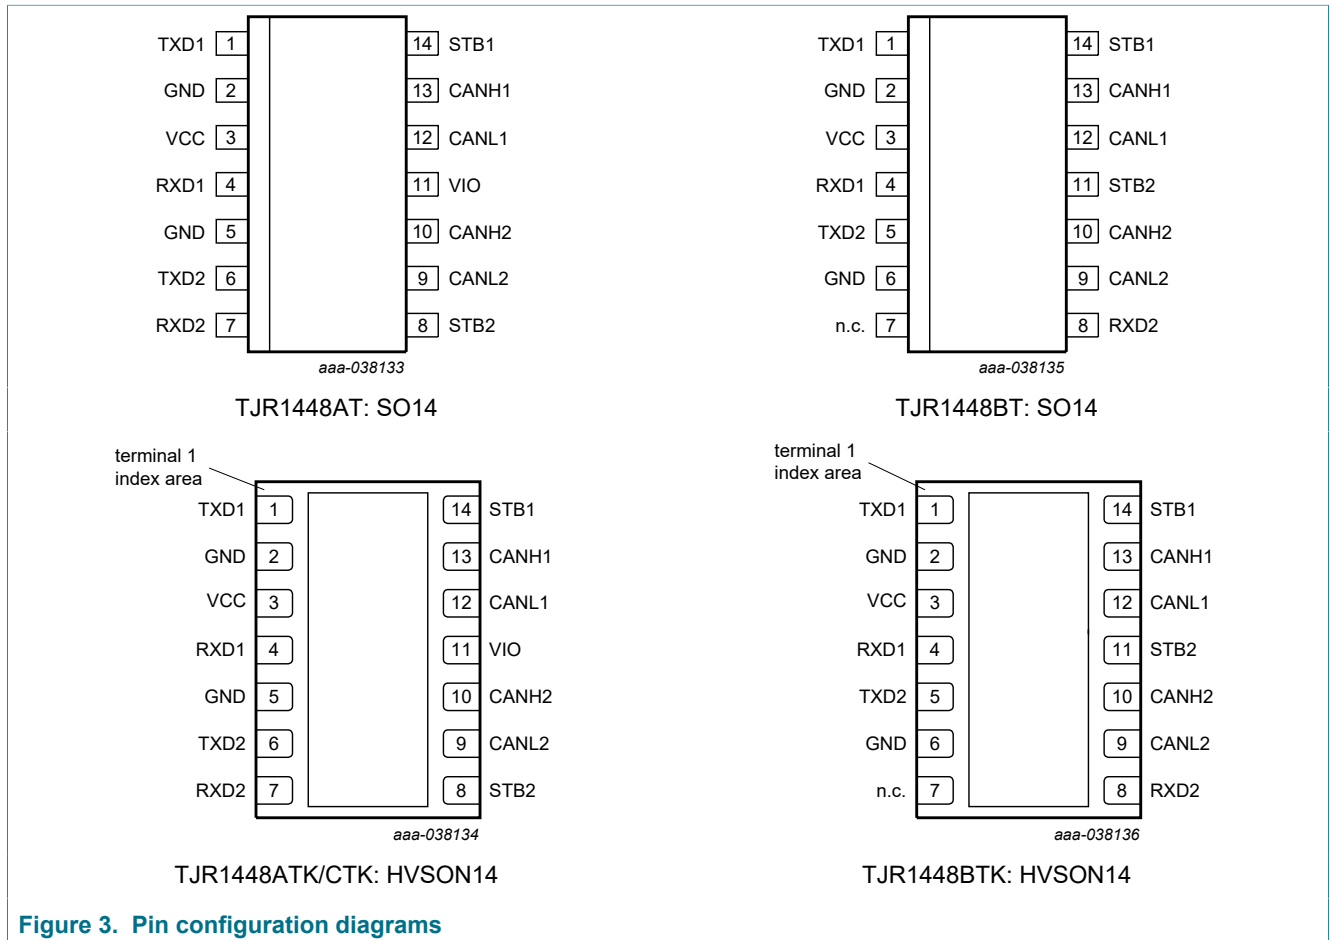 TXD1 1 14 STB1
GND 2 13 CANH1
VCC 3 12 CANL1
RXD1 4 11 VIO
GND 5 10 CANH2
TXD2 6 9 CANL2
RXD2 7 8 STB2
aaa-038133
TJR1448AT: SO14
TXD1 1 14 STB1
GND 2 13 CANH1
VCC 3 12 CANL1
RXD1 4 11 STB2
TXD2 5 10 CANH2
GND 6 9 CANL2
n.c. 7 8 RXD2
aaa-038135
TJR1448BT: SO14
terminal 1
index area
TXD1 1 14 STB1
GND 2 13 CANH1
VCC 3 12 CANL1
RXD1 4 11 VIO
GND 5 10 CANH2
TXD2 6 9 CANL2
RXD2 7 8 STB2
aaa-038134
TJR1448ATK/CTK: HVSON14
terminal 1
index area
TXD1 1 14 STB1
GND 2 13 CANH1
VCC 3 12 CANL1
RXD1 4 11 STB2
TXD2 5 10 CANH2
GND 6 9 CANL2
n.c. 7 8 RXD2
aaa-038136
TJR1448BTK: HVSON14
Figure 3. Pin configuration diagrams